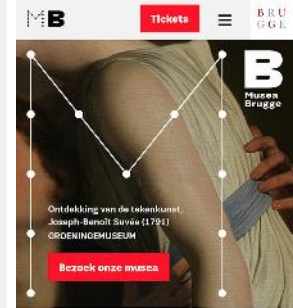 MB
Tickets
BRU
GGE
B
Musea
Brugge
Ontdekking van de tekenkunst,
Joseph-Benoît Suvée (1791)
GROENINGEMUSEUM
Bezoek onze musea